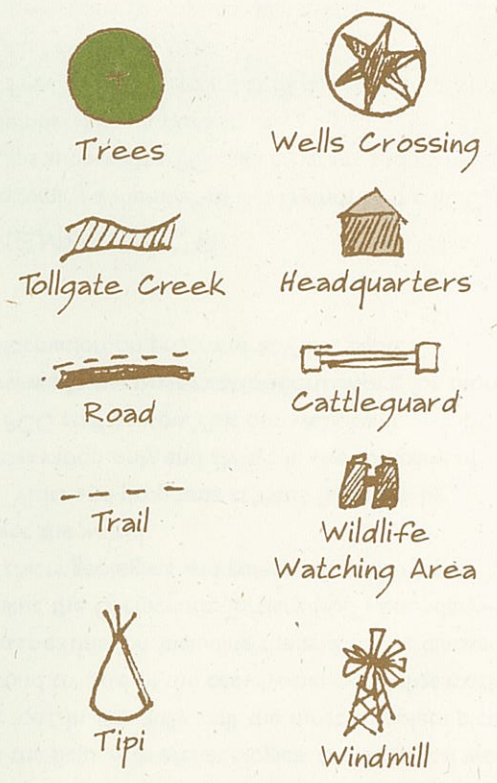 Trees
Wells Crossing
Tollgate Creek
Headquarters
Road
Cattleguard
Trail
Wildlife
Watching Area
Tipi
Windmill